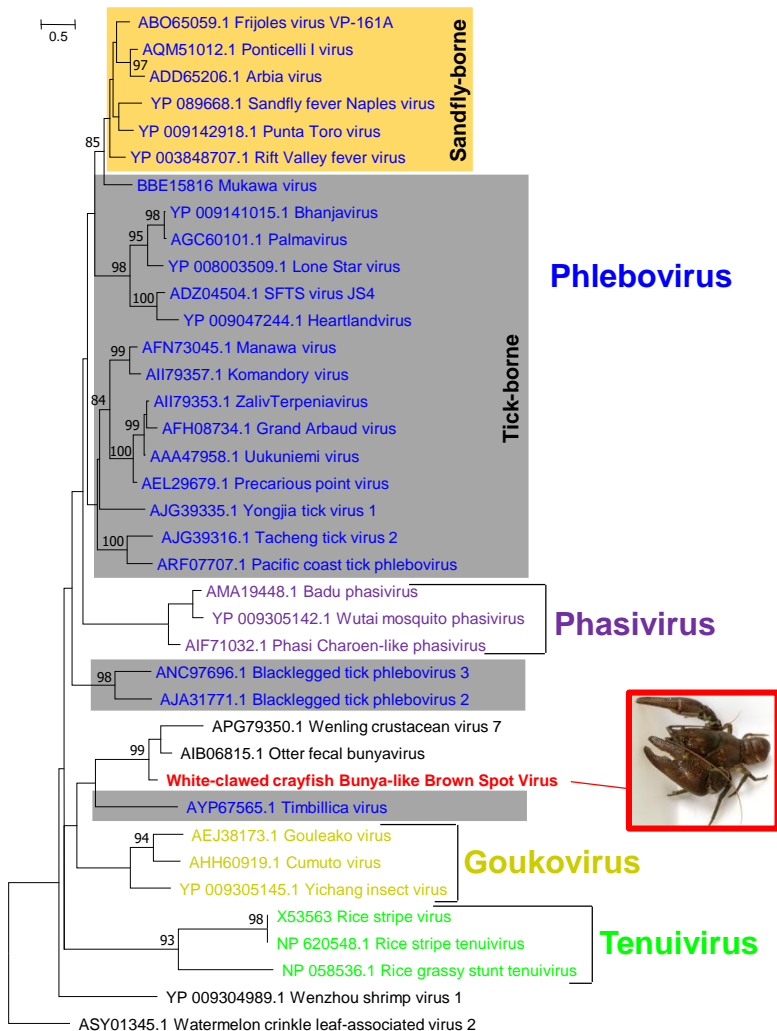 0.5
ABO65059.1 Frijoles virus VP-161A
AQM51012.1 Ponticelli I virus
97
ADD65206.1 Arbia virus
YP 089668.1 Sandfly fever Naples virus
YP 009142918.1 Punta Toro virus
85
YP 003848707.1 Rift Valley fever virus
Sandfly-borne
BBE15816 Mukawa virus
98
YP 009141015.1 Bhanjavirus
95
AGC60101.1 Palmavirus
98
YP 008003509.1 Lone Star virus
Phlebovirus
100
ADZ04504.1 SFTS virus JS4
YP 009047244.1 Heartlandvirus
99
AFN73045.1 Manawa virus
AII79357.1 Komandory virus
Tick-borne
84
AII79353.1 ZalivTerpeniavirus
99
AFH08734.1 Grand Arbaud virus
100
AAA47958.1 Uukuniemi virus
AEL29679.1 Precarious point virus
AJG39335.1 Yongjia tick virus 1
100
AJG39316.1 Tacheng tick virus 2
ARF07707.1 Pacific coast tick phlebovirus
AMA19448.1 Badu phasivirus
YP 009305142.1 Wutai mosquito phasivirus
Phasivirus
AIF71032.1 Phasi Charoen-like phasivirus
98
ANC97696.1 Blacklegged tick phlebovirus 3
AJA31771.1 Blacklegged tick phlebovirus 2
APG79350.1 Wenling crustacean virus 7
99
AIB06815.1 Otter fecal bunyavirus
White-clawed crayfish Bunya-like Brown Spot Virus
AYP67565.1 Timbillica virus
94
AEJ38173.1 Gouleako virus
AHH60919.1 Cumuto virus
Goukovirus
YP 009305145.1 Yichang insect virus
98
X53563 Rice stripe virus
93
NP 620548.1 Rice stripe tenuivirus
Tenuivirus
NP 058536.1 Rice grassy stunt tenuivirus
YP 009304989.1 Wenzhou shrimp virus 1
ASY01345.1 Watermelon crinkle leaf-associated virus 2